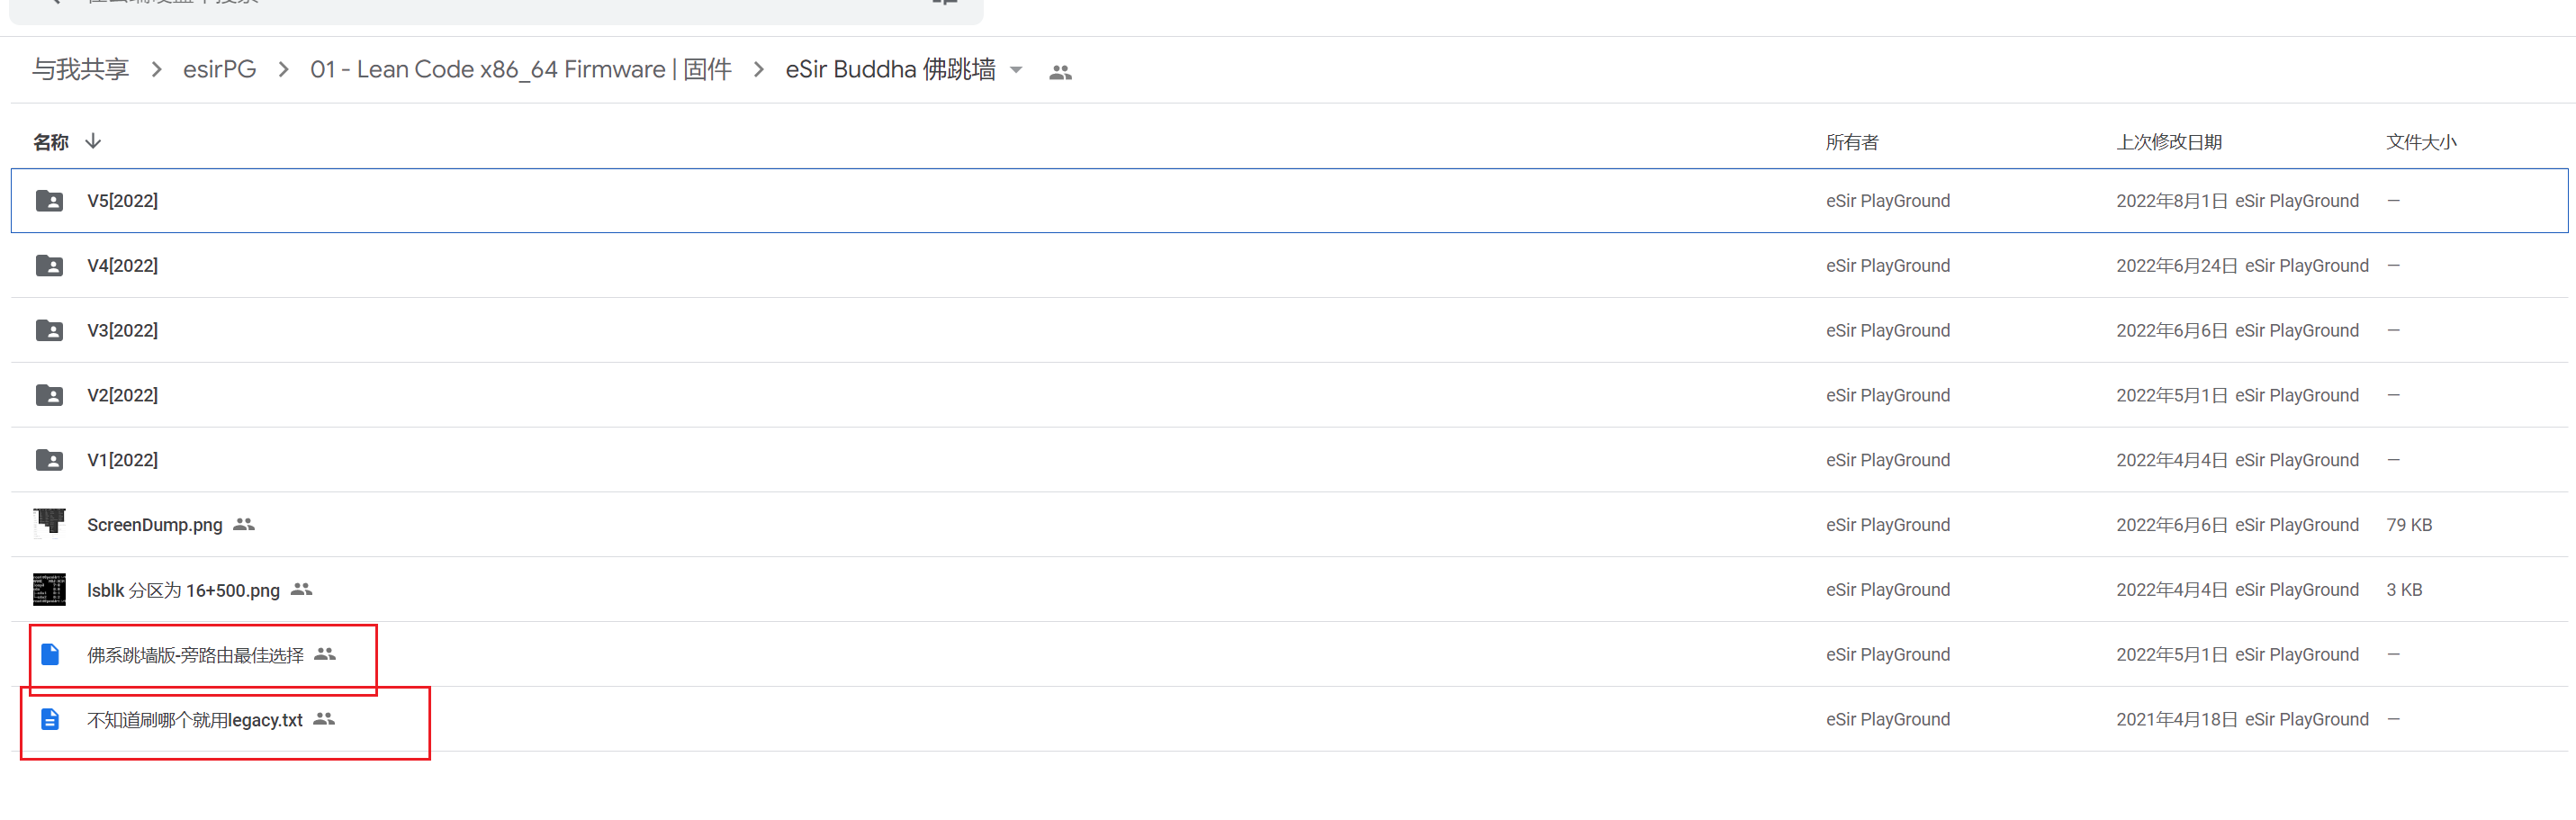 与我共享 > esirPG > 01 - Lean Code x86_64 Firmware | 固件 > eSir Buddha 佛跳墙
名称 所有者 上次修改日期 文件大小
V5[2022] eSir PlayGround 2022年8月1日 eSir PlayGround —
V4[2022] eSir PlayGround 2022年6月24日 eSir PlayGround —
V3[2022] eSir PlayGround 2022年6月6日 eSir PlayGround —
V2[2022] eSir PlayGround 2022年5月1日 eSir PlayGround —
V1[2022] eSir PlayGround 2022年4月4日 eSir PlayGround —
ScreenDump.png eSir PlayGround 2022年6月6日 eSir PlayGround 79 KB
lsblk 分区为 16+500.png eSir PlayGround 2022年4月4日 eSir PlayGround 3 KB
佛系跳墙版-旁路由最佳选择 eSir PlayGround 2022年5月1日 eSir PlayGround —
不知道刷哪个就用legacy.txt eSir PlayGround 2021年4月18日 eSir PlayGround —